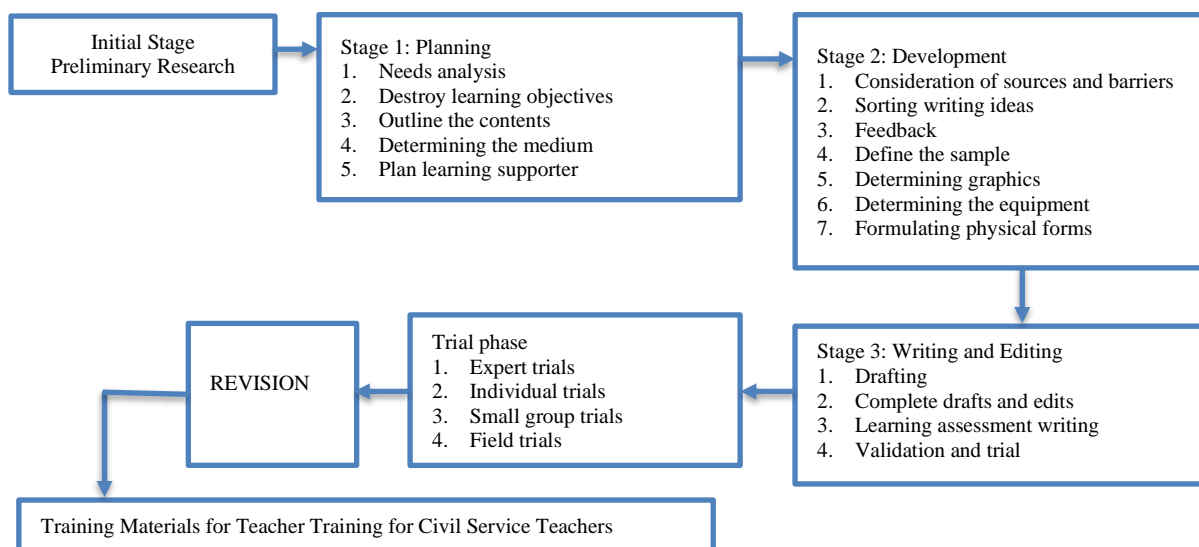 Initial Stage
Preliminary Research
Stage 1: Planning
1. Needs analysis
2. Destroy learning objectives
3. Outline the contents
4. Determining the medium
5. Plan learning supporter
Stage 2: Development
1. Consideration of sources and barriers
2. Sorting writing ideas
3. Feedback
4. Define the sample
5. Determining graphics
6. Determining the equipment
7. Formulating physical forms
Stage 3: Writing and Editing
1. Drafting
2. Complete drafts and edits
3. Learning assessment writing
4. Validation and trial
Trial phase
1. Expert trials
2. Individual trials
3. Small group trials
4. Field trials
REVISION
Training Materials for Teacher Training for Civil Service Teachers